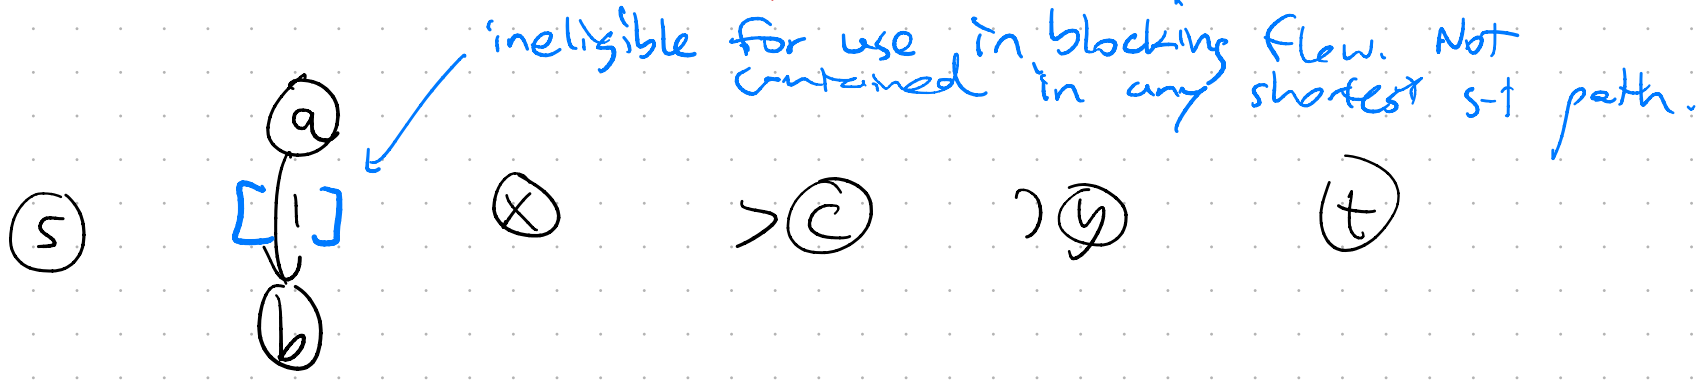 ineligible for use in blocking flow. Not
contained in any shortest s-t path.
a
[ 1 ]
s
x
> c
) y
t
b